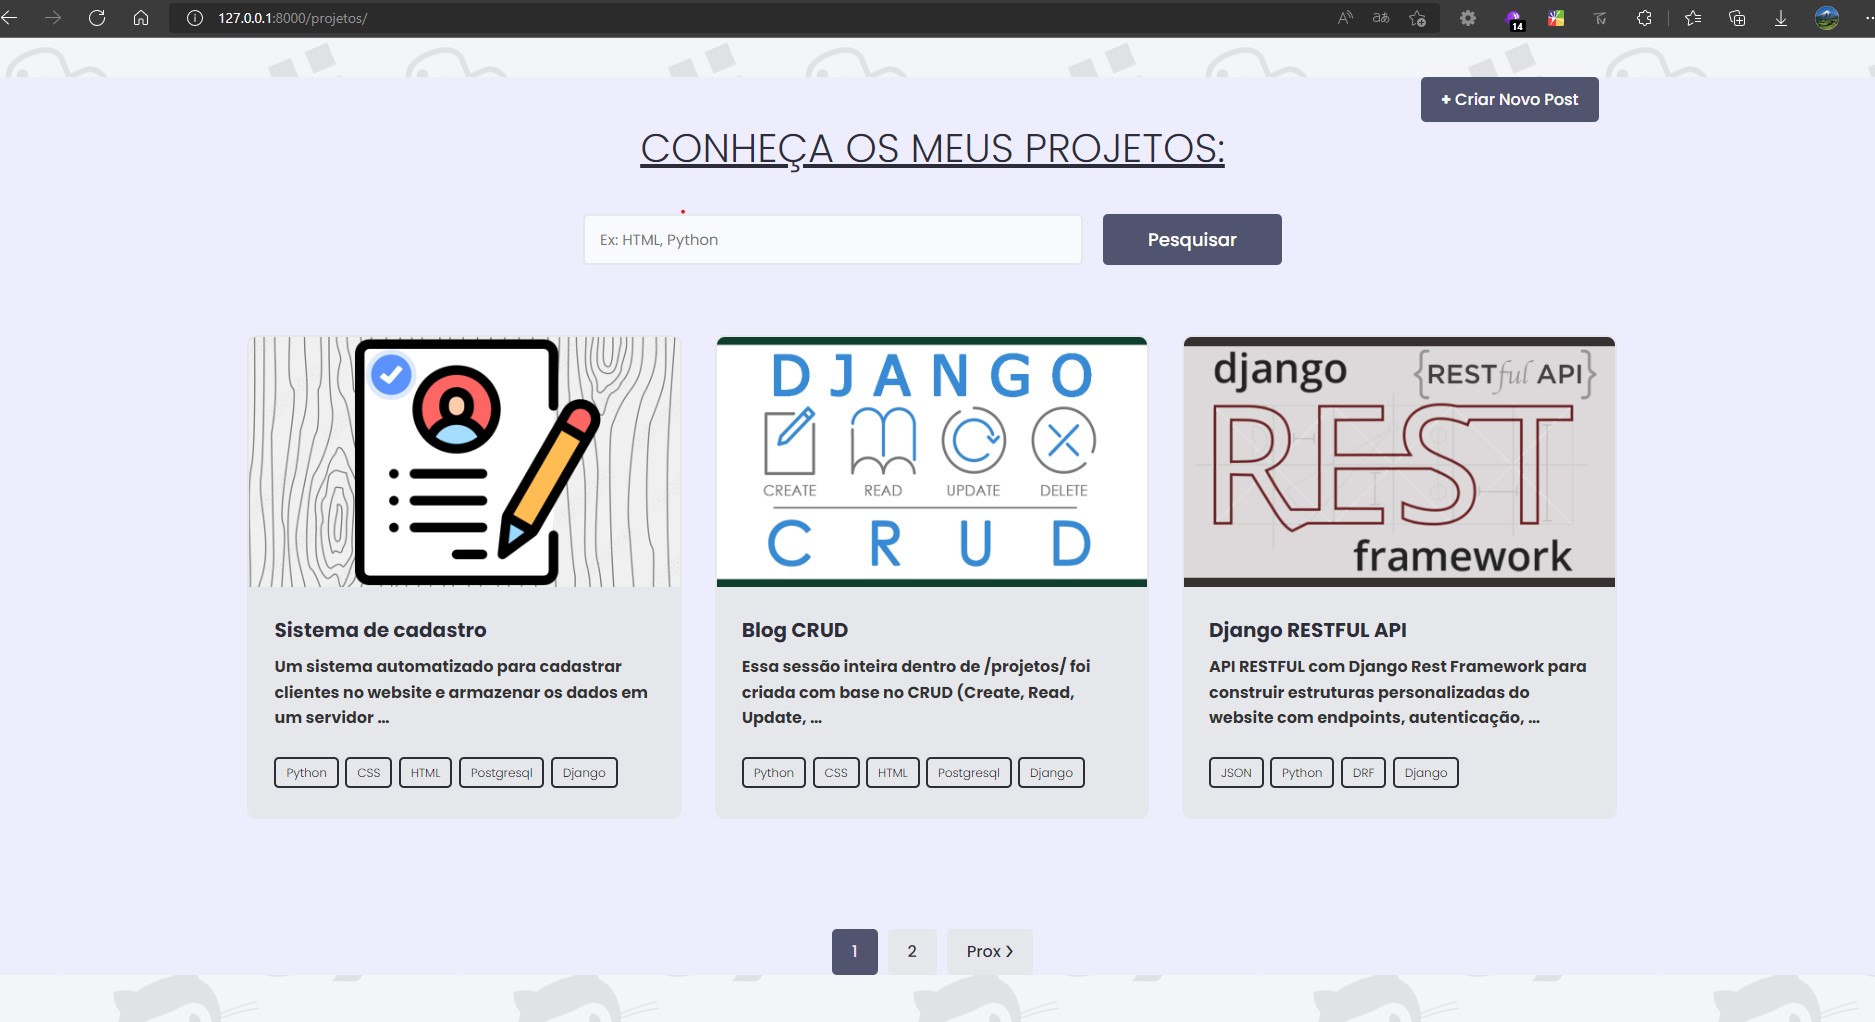 127.0.0.1:8000/projetos/
14
+ Criar Novo Post
CONHEÇA OS MEUS PROJETOS:
Ex: HTML, Python
Pesquisar
DJANGO
CREATE READ UPDATE DELETE
CRUD
django
{RESTful API}
REST
framework
Sistema de cadastro
Um sistema automatizado para cadastrar
clientes no website e armazenar os dados em
um servidor ...
Python CSS HTML Postgresql Django
Blog CRUD
Essa sessão inteira dentro de /projetos/ foi
criada com base no CRUD (Create, Read,
Update, ...
Python CSS HTML Postgresql Django
Django RESTFUL API
API RESTFUL com Django Rest Framework para
construir estruturas personalizadas do
website com endpoints, autenticação, ...
JSON Python DRF Django
1 2 Prox ❯